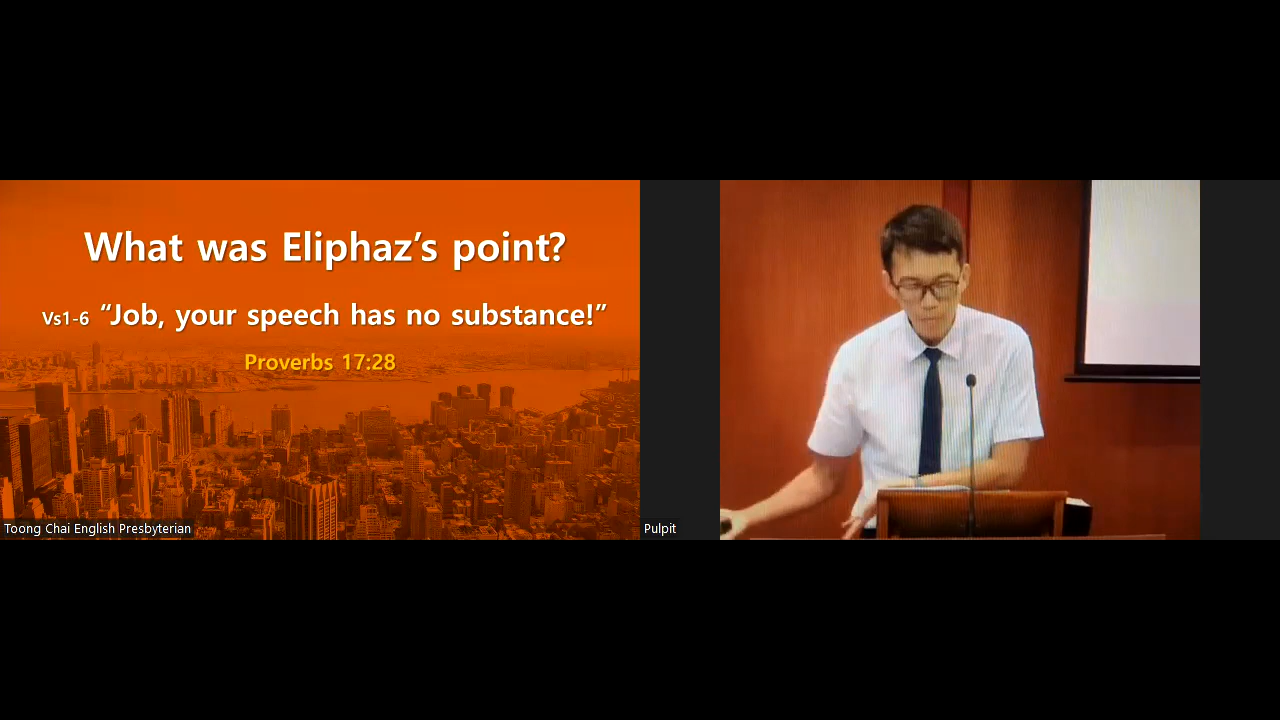 What was Eliphaz’s point?
Vs1-6 “Job, your speech has no substance!”
Proverbs 17:28
Toong Chai English Presbyterian
Pulpit